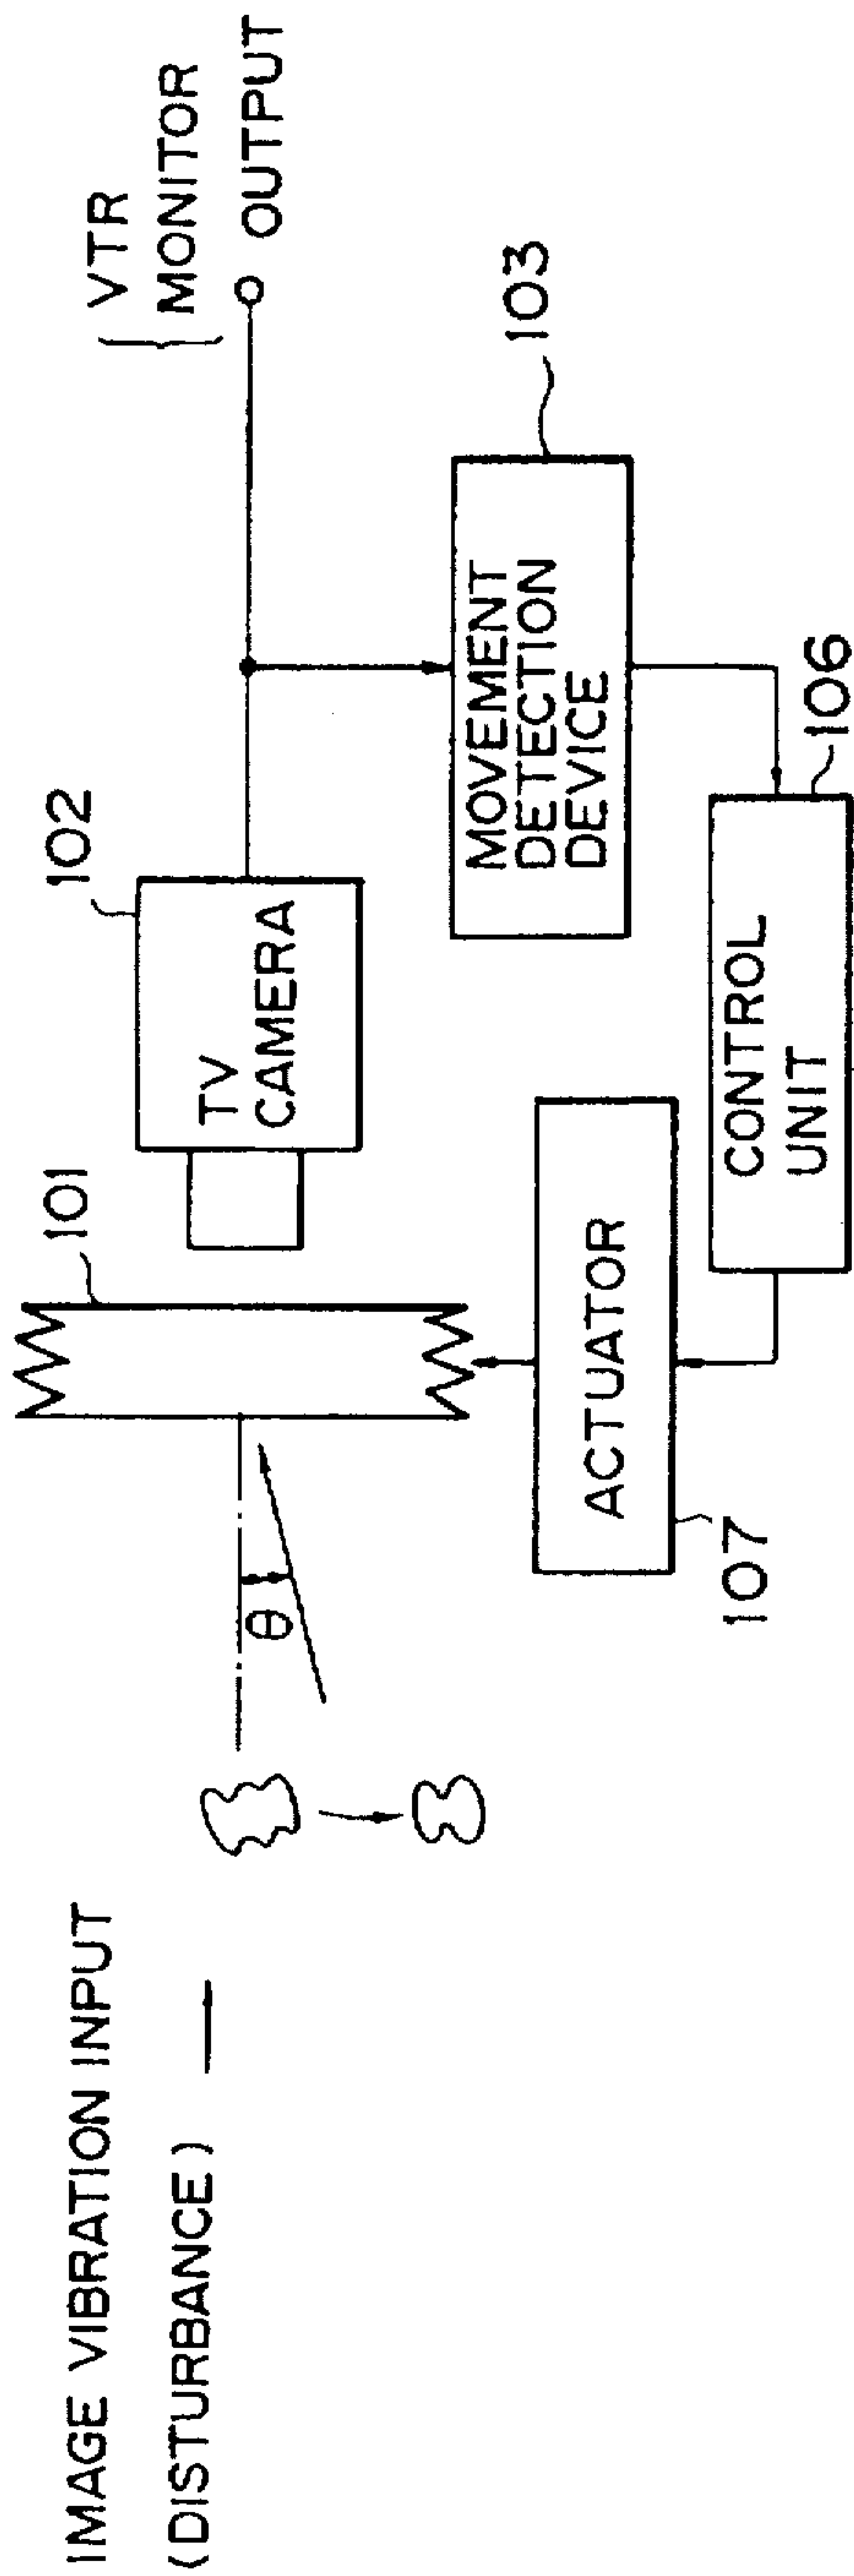 IMAGE VIBRATION INPUT
(DISTURBANCE)
θ
101
102
TV
CAMERA
VTR
MONITOR
OUTPUT
103
MOVEMENT
DETECTION
DEVICE
ACTUATOR
107
CONTROL
UNIT
106